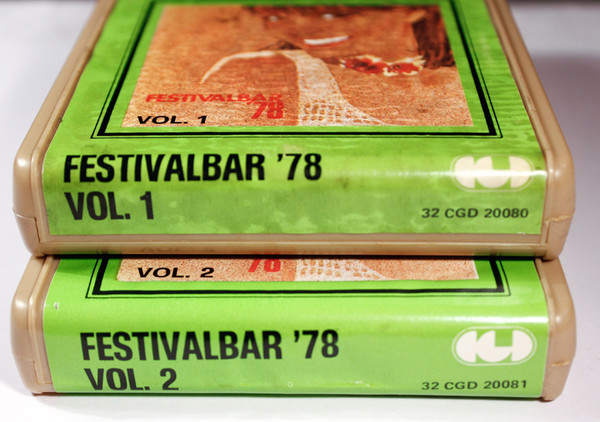 FESTIVALBAR
78
VOL. 1
FESTIVALBAR '78
VOL. 1
32 CGD 20080
78
VOL. 2
FESTIVALBAR '78
VOL. 2
32 CGD 20081